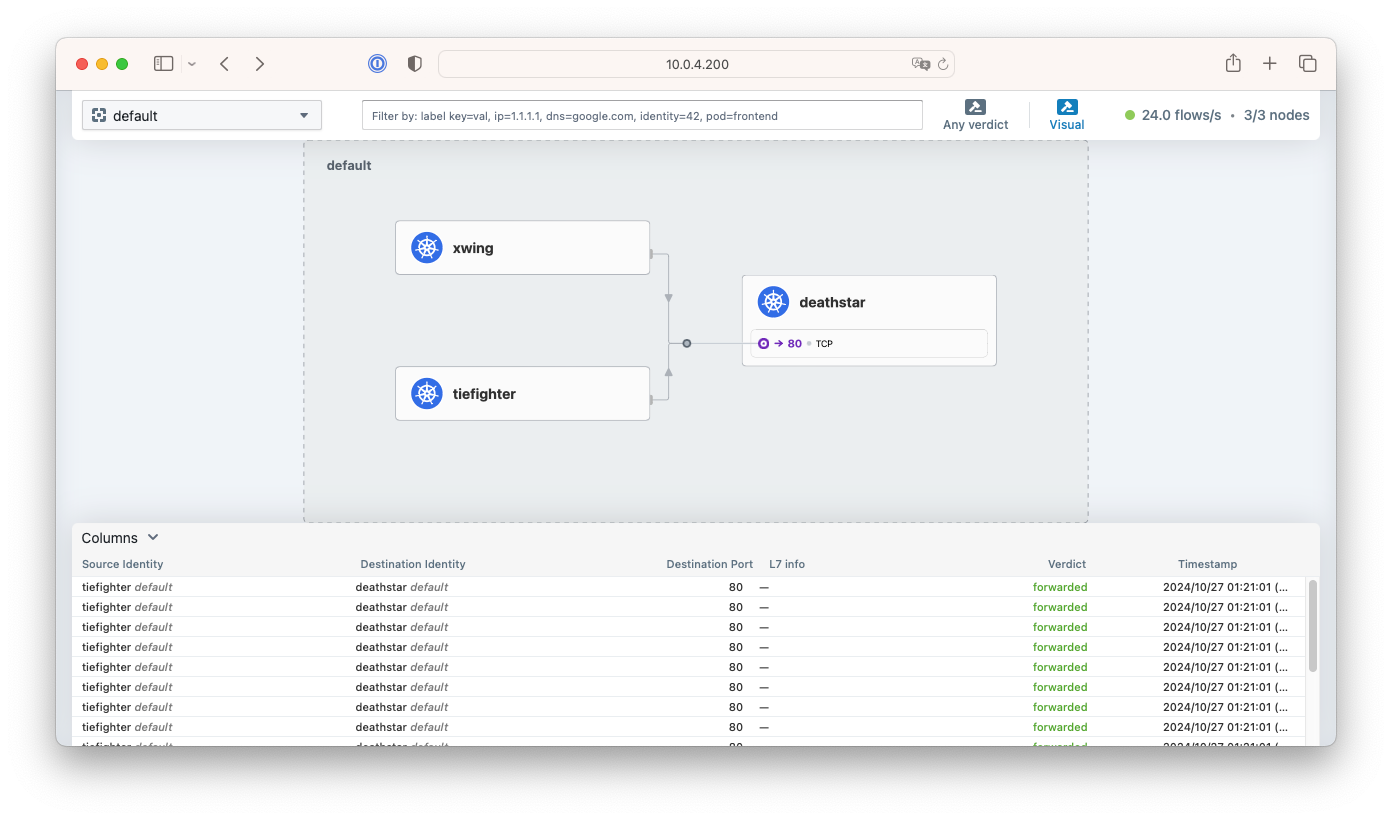 10.0.4.200
default
Filter by: label key=val, ip=1.1.1.1, dns=google.com, identity=42, pod=frontend
Any verdict
Visual
24.0 flows/s • 3/3 nodes
default
xwing
deathstar
→ 80 • TCP
tiefighter
Columns
Source Identity Destination Identity Destination Port L7 info Verdict Timestamp
tiefighter default deathstar default 80 — forwarded 2024/10/27 01:21:01 (...
tiefighter default deathstar default 80 — forwarded 2024/10/27 01:21:01 (...
tiefighter default deathstar default 80 — forwarded 2024/10/27 01:21:01 (...
tiefighter default deathstar default 80 — forwarded 2024/10/27 01:21:01 (...
tiefighter default deathstar default 80 — forwarded 2024/10/27 01:21:01 (...
tiefighter default deathstar default 80 — forwarded 2024/10/27 01:21:01 (...
tiefighter default deathstar default 80 — forwarded 2024/10/27 01:21:01 (...
tiefighter default deathstar default 80 — forwarded 2024/10/27 01:21:01 (...